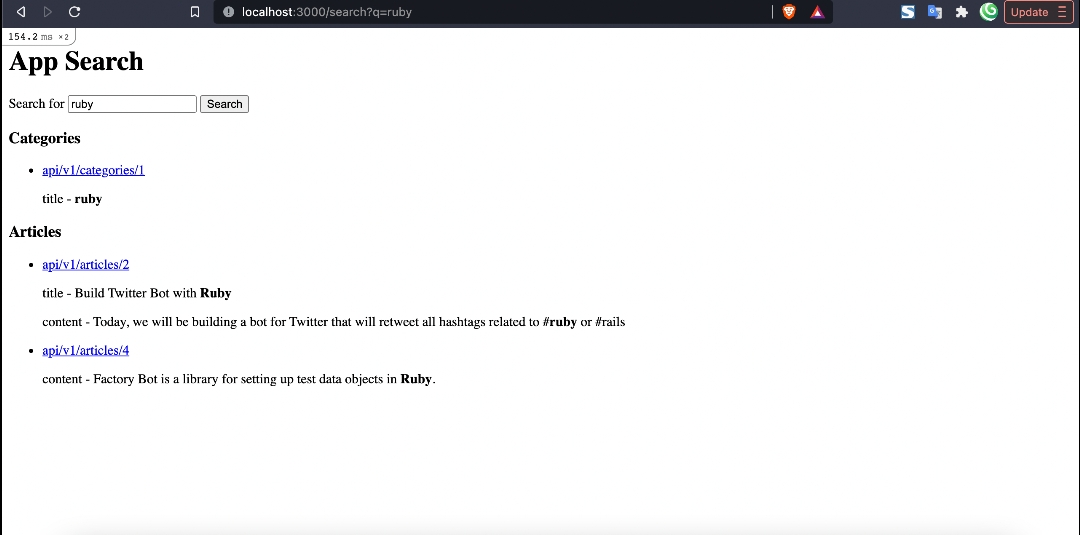 localhost:3000/search?q=ruby
Update
154.2 ms ×2
App Search
Search for ruby Search
Categories
api/v1/categories/1
title - ruby
Articles
api/v1/articles/2
title - Build Twitter Bot with Ruby
content - Today, we will be building a bot for Twitter that will retweet all hashtags related to #ruby or #rails
api/v1/articles/4
content - Factory Bot is a library for setting up test data objects in Ruby.